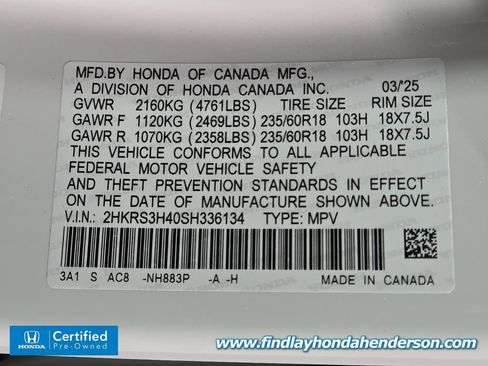 MFD.BY HONDA OF CANADA MFG.,
A DIVISION OF HONDA CANADA INC. 03/'25
GVWR 2160KG (4761LBS) TIRE SIZE RIM SIZE
GAWR F 1120KG (2469LBS) 235/60R18 103H 18X7.5J
GAWR R 1070KG (2358LBS) 235/60R18 103H 18X7.5J
THIS VEHICLE CONFORMS TO ALL APPLICABLE
FEDERAL MOTOR VEHICLE SAFETY
AND THEFT PREVENTION STANDARDS IN EFFECT
ON THE DATE OF MANUFACTURE SHOWN ABOVE.
V.I.N.: 2HKRS3H40SH336134 TYPE: MPV
3A1 S AC8 -NH883P -A -H MADE IN CANADA
HONDA
Certified
Pre-Owned
www.findlayhondahenderson.com